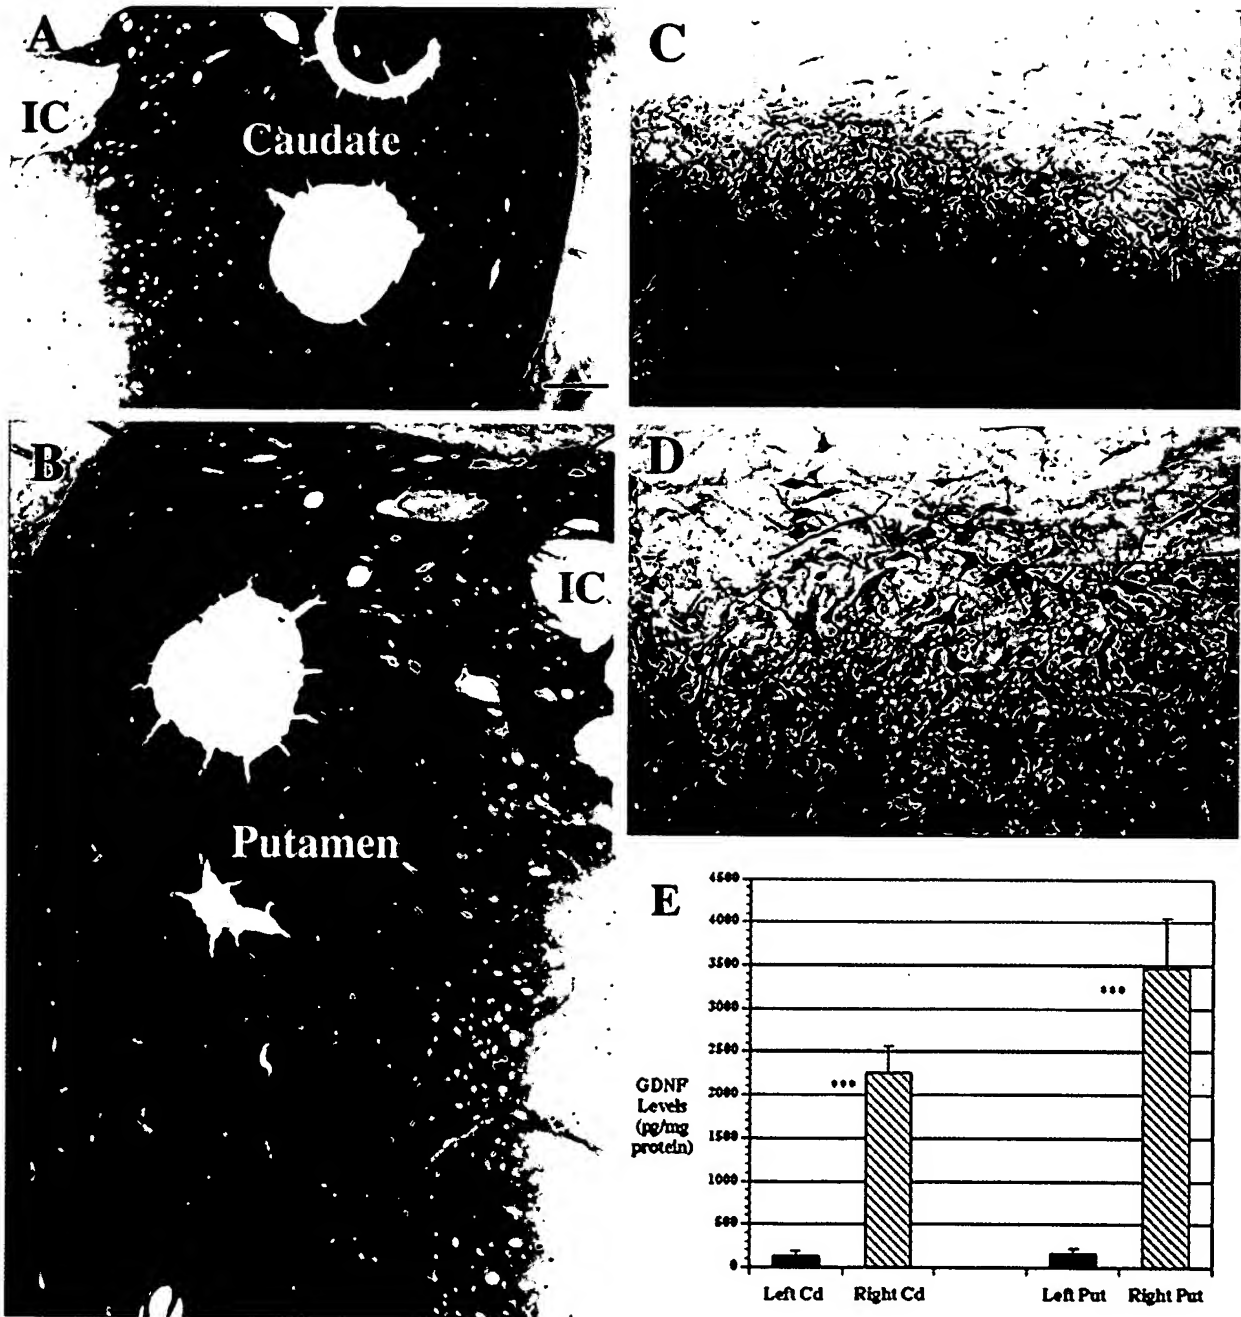 A
IC
Caudate
B
IC
Putamen
C
D
E
GDNF
Levels
(pg/mg
protein)
4500
4000
3500
3000
2500
2000
1500
1000
500
0
***
***
Left Cd
Right Cd
Left Put
Right Put